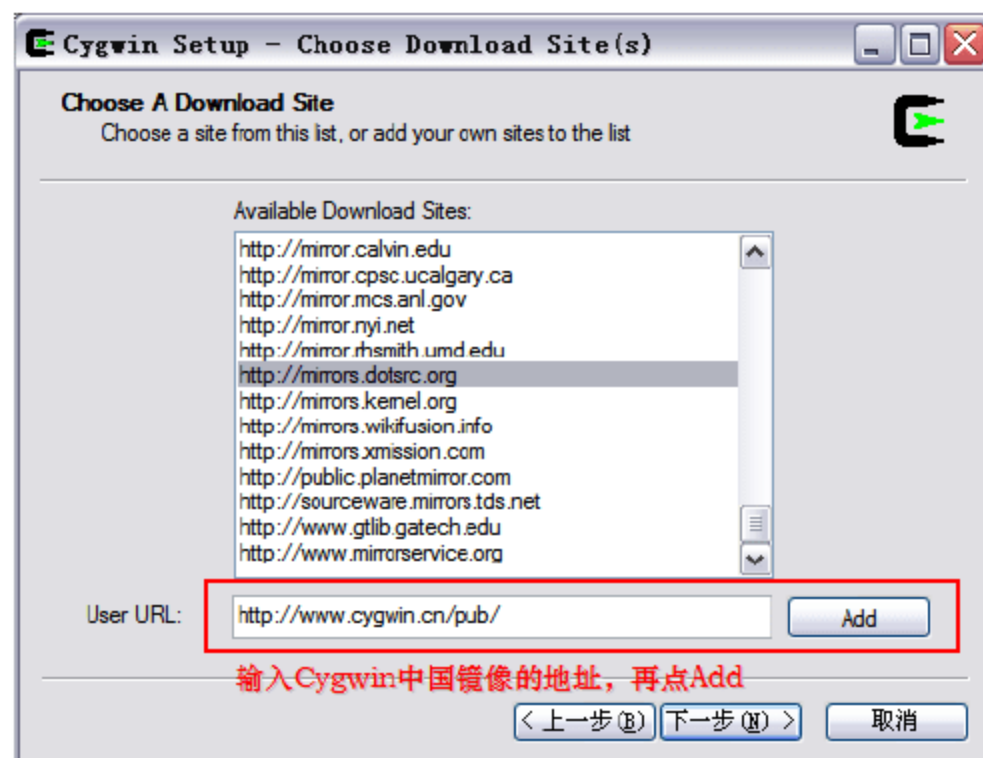 Cygwin Setup - Choose Download Site(s)
Choose A Download Site
Choose a site from this list, or add your own sites to the list
Available Download Sites:
http://mirror.calvin.edu
http://mirror.cpsc.ucalgary.ca
http://mirror.mcs.anl.gov
http://mirror.nyi.net
http://mirror.rhsmith.umd.edu
http://mirrors.dotsrc.org
http://mirrors.kernel.org
http://mirrors.wikifusion.info
http://mirrors.xmission.com
http://public.planetmirror.com
http://sourceware.mirrors.tds.net
http://www.gtlib.gatech.edu
http://www.mirrorservice.org
User URL: http://www.cygwin.cn/pub/ Add
输入Cygwin中国镜像的地址，再点Add
< 上一步(B) 下一步(N) > 取消